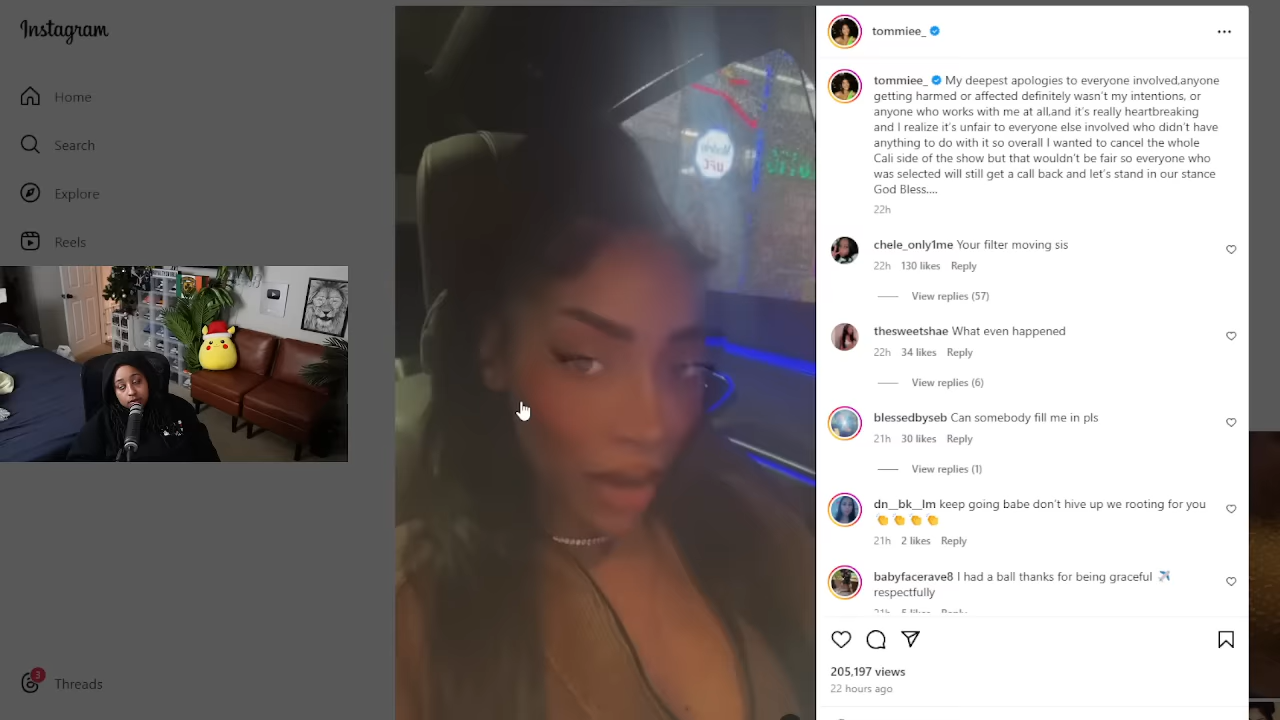 Instagram
Home
Search
Explore
Reels
3
Threads
Modelo
UFC
tommiee_
tommiee_ My deepest apologies to everyone involved,anyone
getting harmed or affected definitely wasn't my intentions, or
anyone who works with me at all,and it's really heartbreaking
and I realize it's unfair to everyone else involved who didn't have
anything to do with it so overall I wanted to cancel the whole
Cali side of the show but that wouldn't be fair so everyone who
was selected will still get a call back and let's stand in our stance
God Bless....
22h
chele_only1me Your filter moving sis
22h 130 likes Reply
View replies (57)
thesweetshae What even happened
22h 34 likes Reply
View replies (6)
blessedbyseb Can somebody fill me in pls
21h 30 likes Reply
View replies (1)
dn__bk__lm keep going babe don't hive up we rooting for you
👏 👏 👏 👏
21h 2 likes Reply
babyfacerave8 I had a ball thanks for being graceful ✈️
respectfully
21h 5 likes Reply
205,197 views
22 hours ago